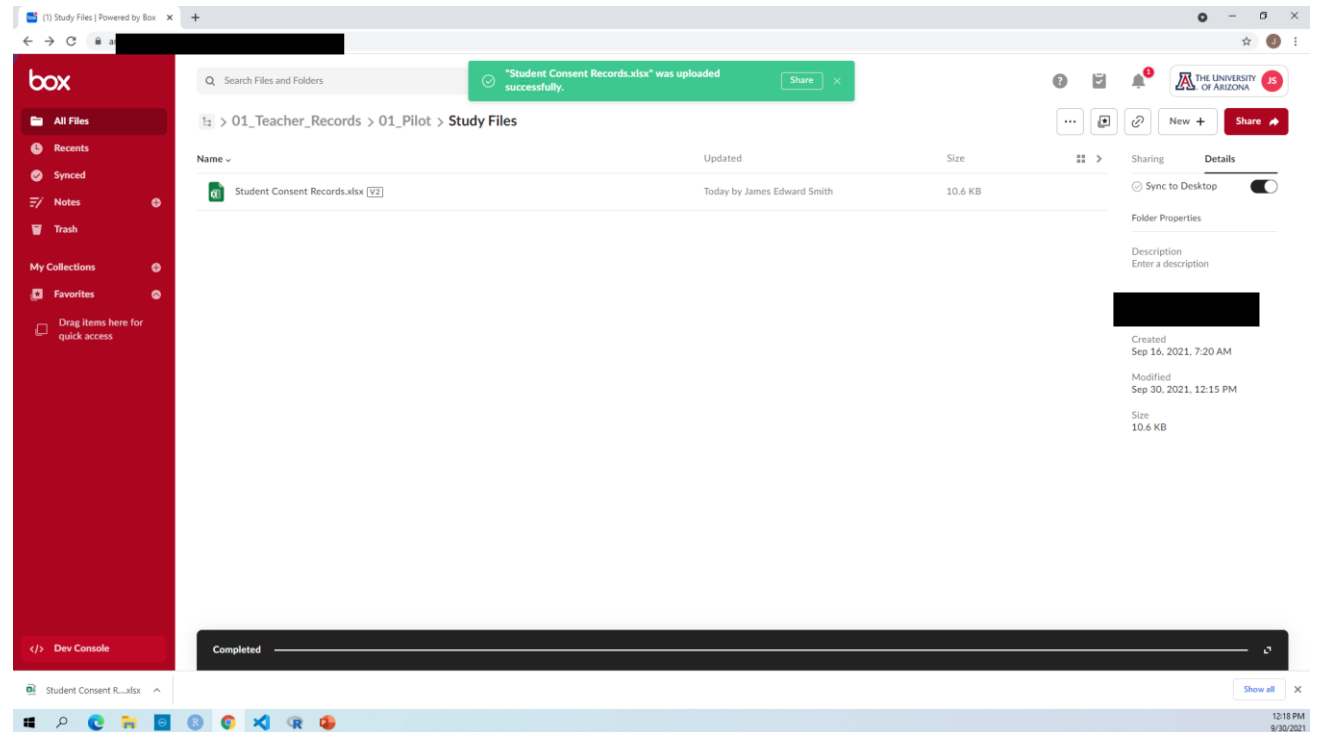 (1) Study Files | Powered by Box
box
Search Files and Folders
"Student Consent Records.xlsx" was uploaded
successfully.
Share
1
THE UNIVERSITY
OF ARIZONA
JS
All Files
01_Teacher_Records > 01_Pilot > Study Files
New +
Share
Recents
Name
Updated
Size
Sharing
Details
Synced
Sync to Desktop
Student Consent Records.xlsx V2
Today by James Edward Smith
10.6 KB
Notes
Folder Properties
Trash
Description
Enter a description
My Collections
Favorites
Drag items here for
quick access
Created
Sep 16, 2021, 7:20 AM
Modified
Sep 30, 2021, 12:15 PM
Size
10.6 KB
</> Dev Console
Completed
Student Consent R....xlsx
Show all
12:18 PM
9/30/2021